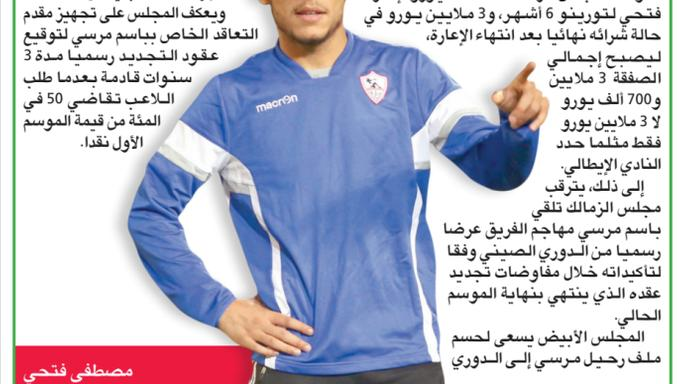 فتحي لتورينو 6 أشهر، و3 ملايين يورو في
حالة شرائه نهائيا بعد انتهاء الإعارة،
ليصبح إجمالي
الصفقة 3 ملايين
و700 ألف يورو
لا 3 ملايين يورو
فقط مثلما حدد
النادي الإيطالي.
إلى ذلك، يترقب
مجلس الزمالك تلقي
باسم مرسي مهاجم الفريق عرضا
رسميا من الدوري الصيني وفقا
لتأكيداته خلال مفاوضات تجديد
عقده الذي ينتهي بنهاية الموسم
الحالي.
المجلس الأبيض يسعى لحسم
ملف رحيل مرسي إلى الدوري
ويعكف المجلس على تجهيز مقدم
التعاقد الخاص بباسم مرسي لتوقيع
عقود التجديد رسميا مدة 3
سنوات قادمة بعدما طلب
اللاعب تقاضي 50 في
المئة من قيمة الموسم
الأول نقدا.
macron
مصطفى فتحي